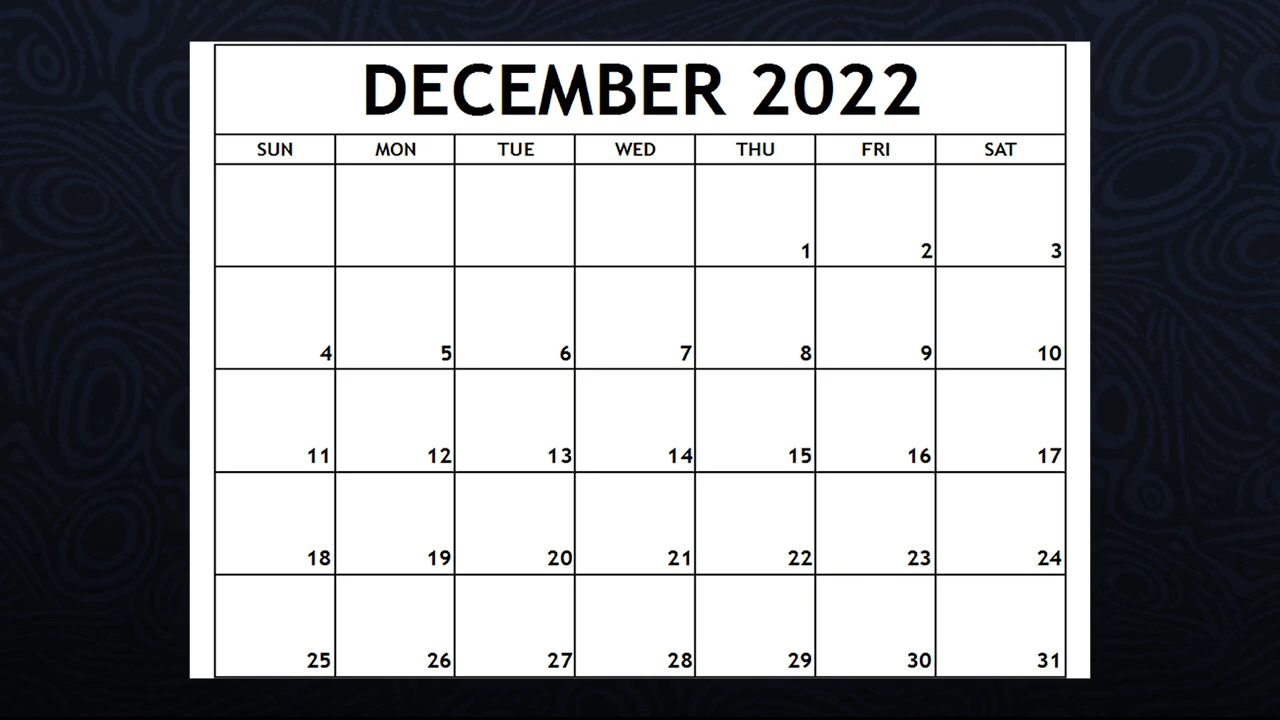 DECEMBER 2022
SUN MON TUE WED THU FRI SAT
1 2 3
4 5 6 7 8 9 10
11 12 13 14 15 16 17
18 19 20 21 22 23 24
25 26 27 28 29 30 31